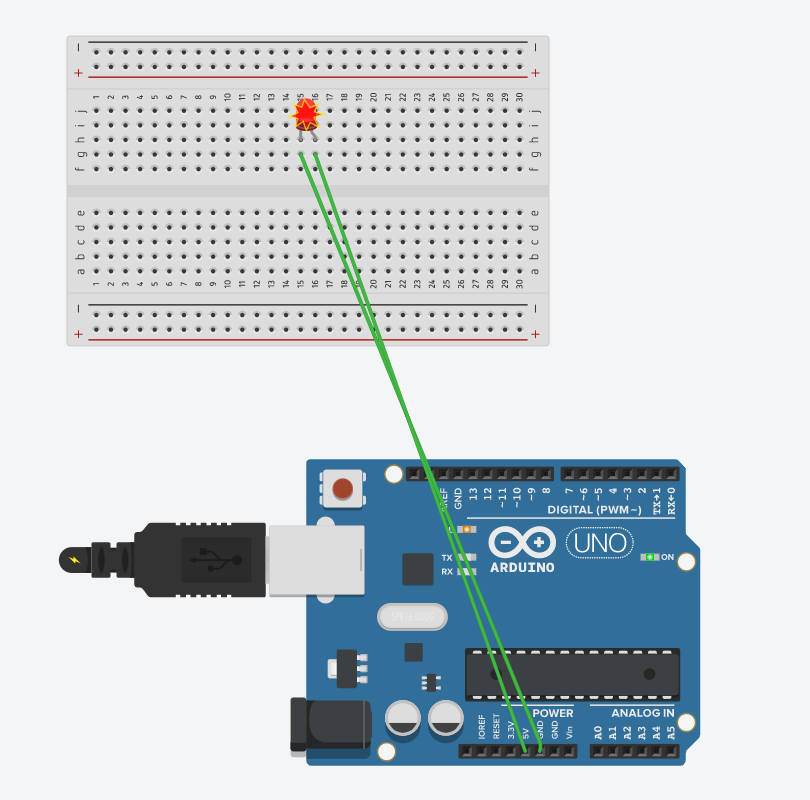 − −
+ +
1 2 3 4 5 6 7 8 9 10 11 12 13 14 15 16 17 18 19 20 21 22 23 24 25 26 27 28 29 30
j j
i i
h h
g g
f f
e e
d d
c c
b b
a a
1 2 3 4 5 6 7 8 9 10 11 12 13 14 15 16 17 18 19 20 21 22 23 24 25 26 27 28 29 30
− −
+ +
GND 13 12 ~11 ~10 ~9 8 7 ~6 ~5 4 ~3 2 TX→1 RX←0
DIGITAL (PWM~)
TX
RX
UNO
ARDUINO
ON
POWER ANALOG IN
IOREF RESET 3.3V 5V GND GND Vin A0 A1 A2 A3 A4 A5